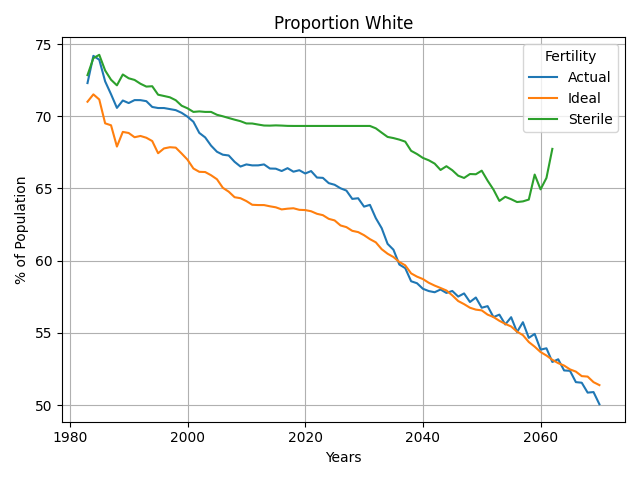 Proportion White
% of Population
75
70
65
60
55
50
1980
2000
2020
2040
2060
Years
Fertility
Actual
Ideal
Sterile